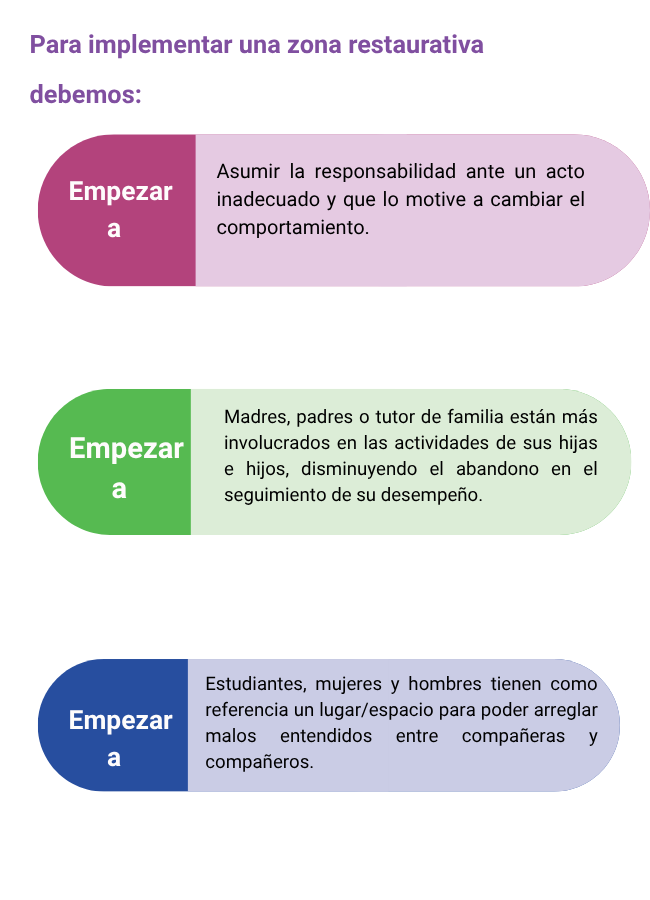 Para implementar una zona restaurativa
debemos:
Empezar
a
Asumir la responsabilidad ante un acto
inadecuado y que lo motive a cambiar el
comportamiento.
Empezar
a
Madres, padres o tutor de familia están más
involucrados en las actividades de sus hijas
e hijos, disminuyendo el abandono en el
seguimiento de su desempeño.
Empezar
a
Estudiantes, mujeres y hombres tienen como
referencia un lugar/espacio para poder arreglar
malos entendidos entre compañeras y
compañeros.